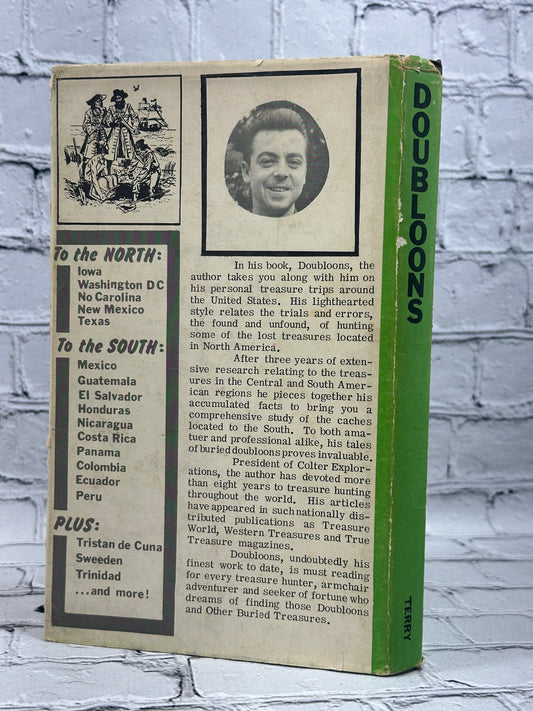 To the NORTH:
Iowa
Washington DC
No Carolina
New Mexico
Texas
To the SOUTH:
Mexico
Guatemala
El Salvador
Honduras
Nicaragua
Costa Rica
Panama
Colombia
Ecuador
Peru
PLUS:
Tristan de Cuna
Sweeden
Trinidad
...and more!
In his book, Doubloons, the
author takes you along with him on
his personal treasure trips around
the United States. His lighthearted
style relates the trials and errors,
the found and unfound, of hunting
some of the lost treasures located
in North America.
After three years of exten-
sive research relating to the treas-
ures in the Central and South Amer-
ican regions he pieces together his
accumulated facts to bring you a
comprehensive study of the caches
located to the South. To both ama-
tuer and professional alike, his tales
of buried doubloons proves invaluable.
President of Colter Explor-
ations, the author has devoted more
than eight years to treasure hunting
throughout the world. His articles
have appeared in such nationally dis-
tributed publications as Treasure
World, Western Treasures and True
Treasure magazines.
Doubloons, undoubtedly his
finest work to date, is must reading
for every treasure hunter, armchair
adventurer and seeker of fortune who
dreams of finding those Doubloons
and Other Buried Treasures.
DOUBLOONS
TERRY